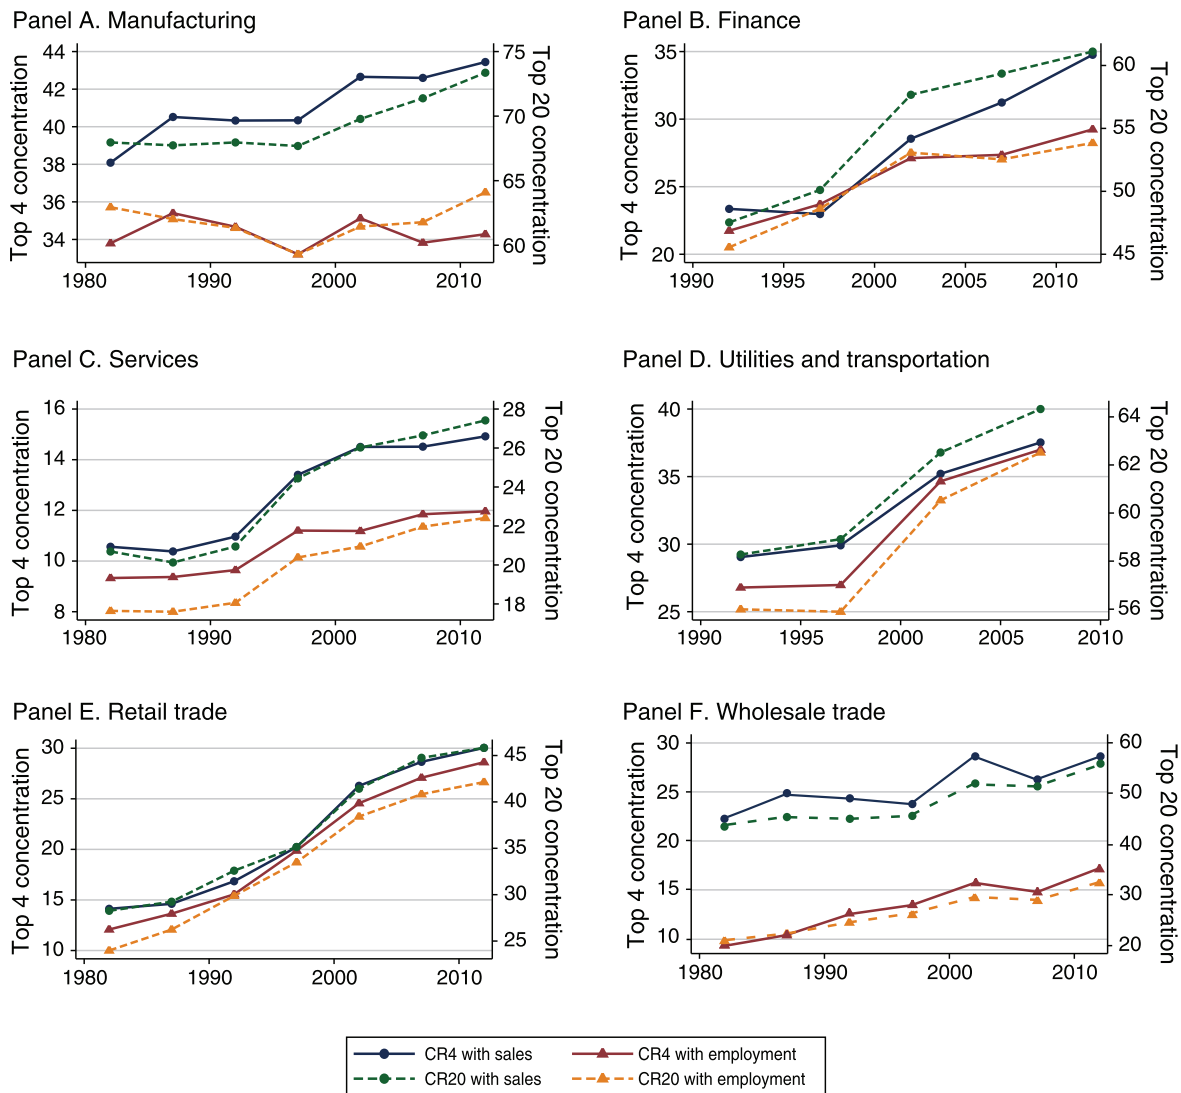 Panel A. Manufacturing
Top 4 concentration
44
42
40
38
36
34
75
70
65
60
Top 20 concentration
1980 1990 2000 2010
Panel B. Finance
Top 4 concentration
35
30
25
20
60
55
50
45
Top 20 concentration
1990 1995 2000 2005 2010
Panel C. Services
Top 4 concentration
16
14
12
10
8
28
26
24
22
20
18
Top 20 concentration
1980 1990 2000 2010
Panel D. Utilities and transportation
Top 4 concentration
40
35
30
25
64
62
60
58
56
Top 20 concentration
1990 1995 2000 2005 2010
Panel E. Retail trade
Top 4 concentration
30
25
20
15
10
45
40
35
30
25
Top 20 concentration
1980 1990 2000 2010
Panel F. Wholesale trade
Top 4 concentration
30
25
20
15
10
60
50
40
30
20
Top 20 concentration
1980 1990 2000 2010
CR4 with sales CR4 with employment
CR20 with sales CR20 with employment